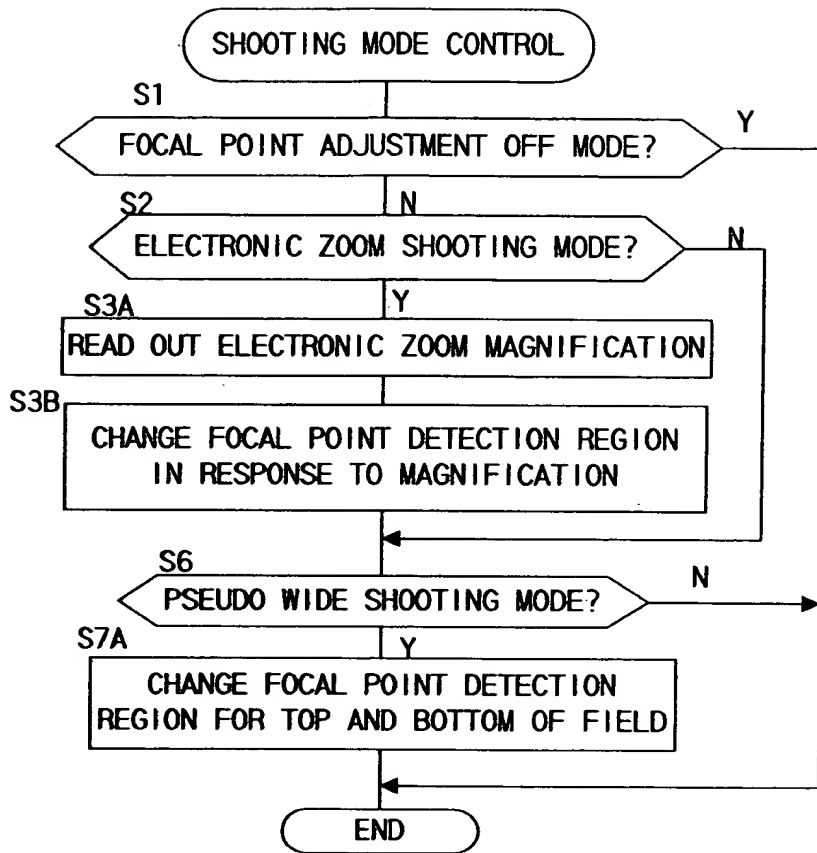 SHOOTING MODE CONTROL
S1
Y
FOCAL POINT ADJUSTMENT OFF MODE?
N
S2
ELECTRONIC ZOOM SHOOTING MODE?
N
Y
S3A
READ OUT ELECTRONIC ZOOM MAGNIFICATION
S3B
CHANGE FOCAL POINT DETECTION REGION
IN RESPONSE TO MAGNIFICATION
S6
N
PSEUDO WIDE SHOOTING MODE?
Y
S7A
CHANGE FOCAL POINT DETECTION
REGION FOR TOP AND BOTTOM OF FIELD
END